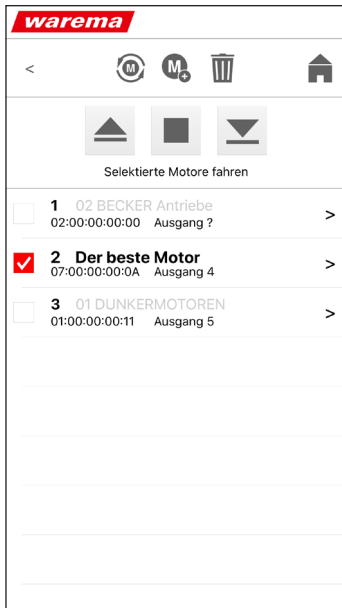 warema
<
M
M
Selektierte Motore fahren
1 02 BECKER Antriebe
02:00:00:00:00 Ausgang ?
>
2 Der beste Motor
07:00:00:00:0A Ausgang 4
>
3 01 DUNKERMOTOREN
01:00:00:00:11 Ausgang 5
>